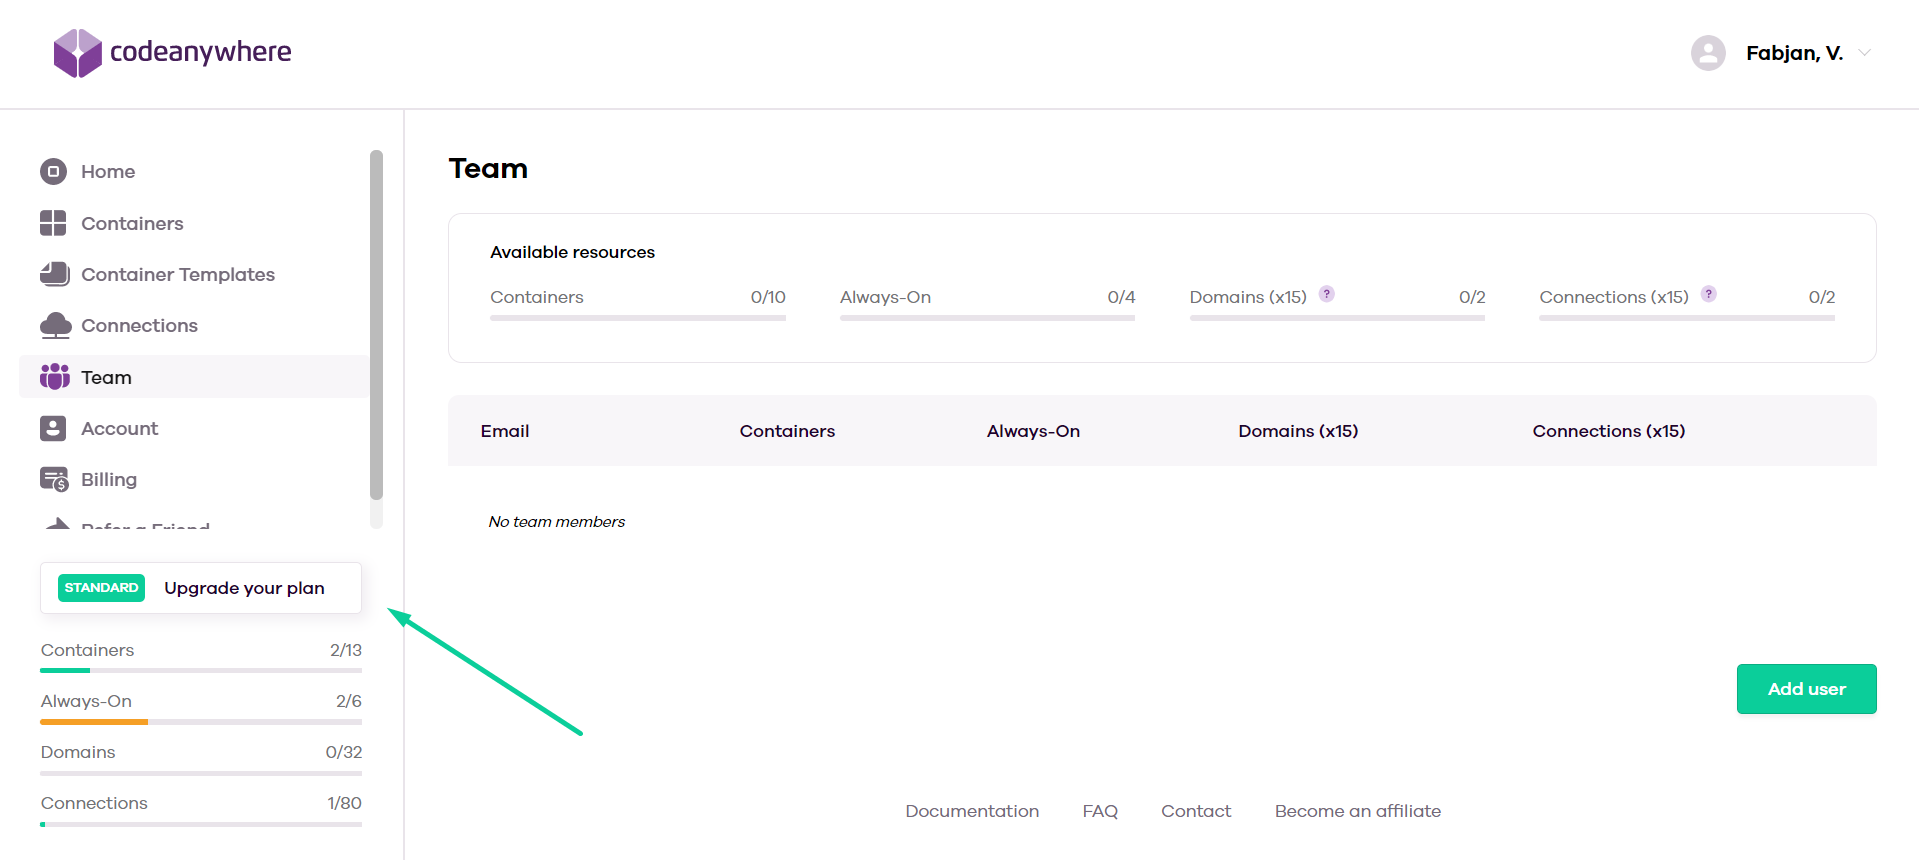 codeanywhere
Fabjan, V.
Home
Containers
Container Templates
Connections
Team
Account
Billing
Refer a Friend
STANDARD Upgrade your plan
Containers 2/13
Always-On 2/6
Domains 0/32
Connections 1/80
Team
Available resources
Containers 0/10 Always-On 0/4 Domains (x15) ? 0/2 Connections (x15) ? 0/2
Email Containers Always-On Domains (x15) Connections (x15)
No team members
Add user
Documentation FAQ Contact Become an affiliate